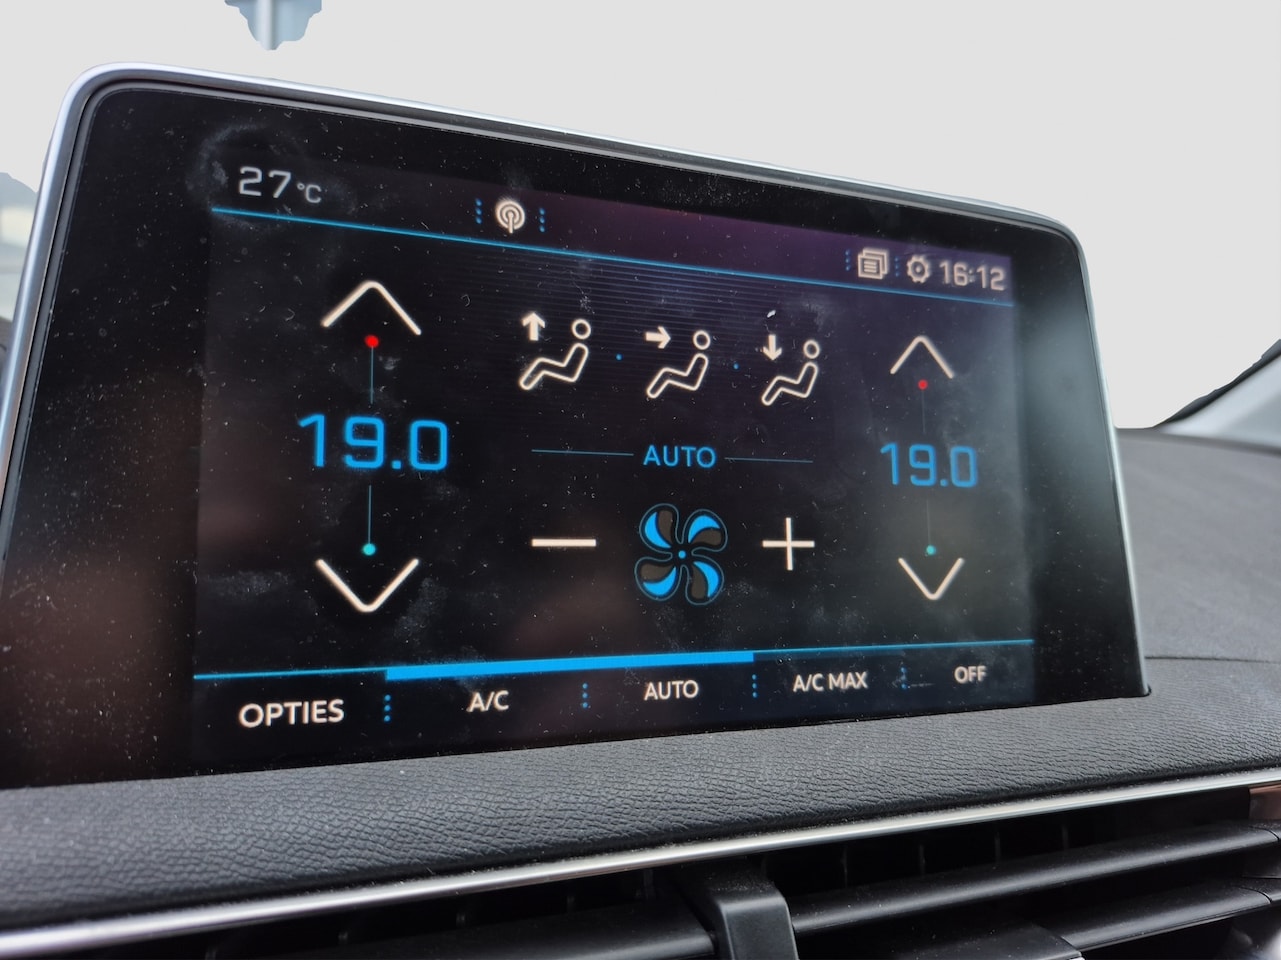 27°C
16:12
19.0
AUTO
19.0
OPTIES A/C AUTO A/C MAX OFF